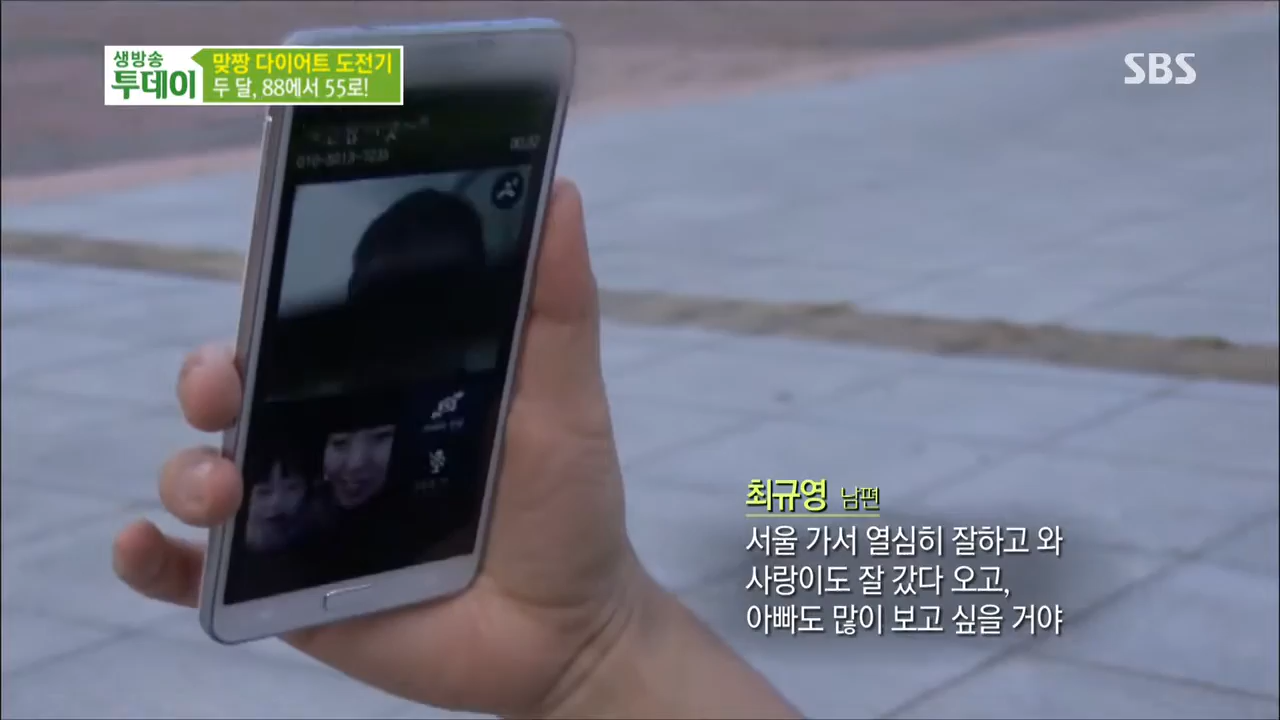 생방송
투데이
맞짱 다이어트 도전기
두 달, 88에서 55로!
SBS
최규영 남편
서울 가서 열심히 잘하고 와
사랑이도 잘 갔다 오고,
아빠도 많이 보고 싶을 거야